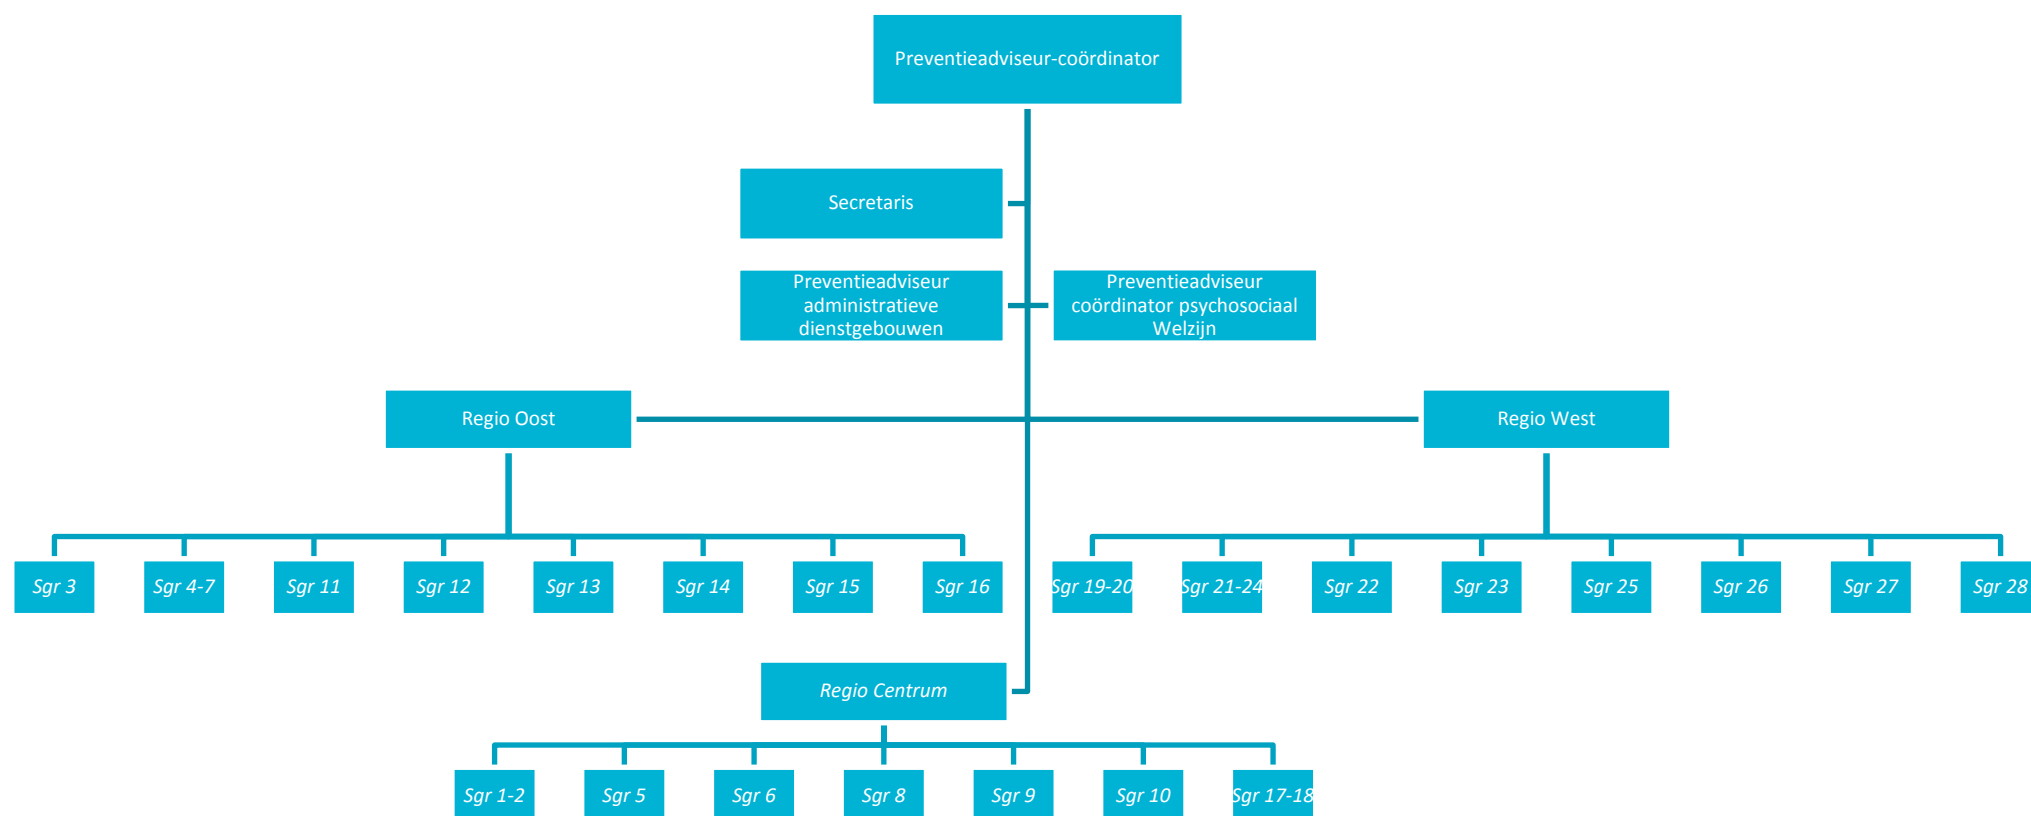 Preventieadviseur-coördinator
Secretaris
Preventieadviseur
administratieve
dienstgebouwen
Preventieadviseur
coördinator psychosociaal
Welzijn
Regio Oost
Regio West
Sgr 3
Sgr 4-7
Sgr 11
Sgr 12
Sgr 13
Sgr 14
Sgr 15
Sgr 16
Sgr 19-20
Sgr 21-24
Sgr 22
Sgr 23
Sgr 25
Sgr 26
Sgr 27
Sgr 28
Regio Centrum
Sgr 1-2
Sgr 5
Sgr 6
Sgr 8
Sgr 9
Sgr 10
Sgr 17-18